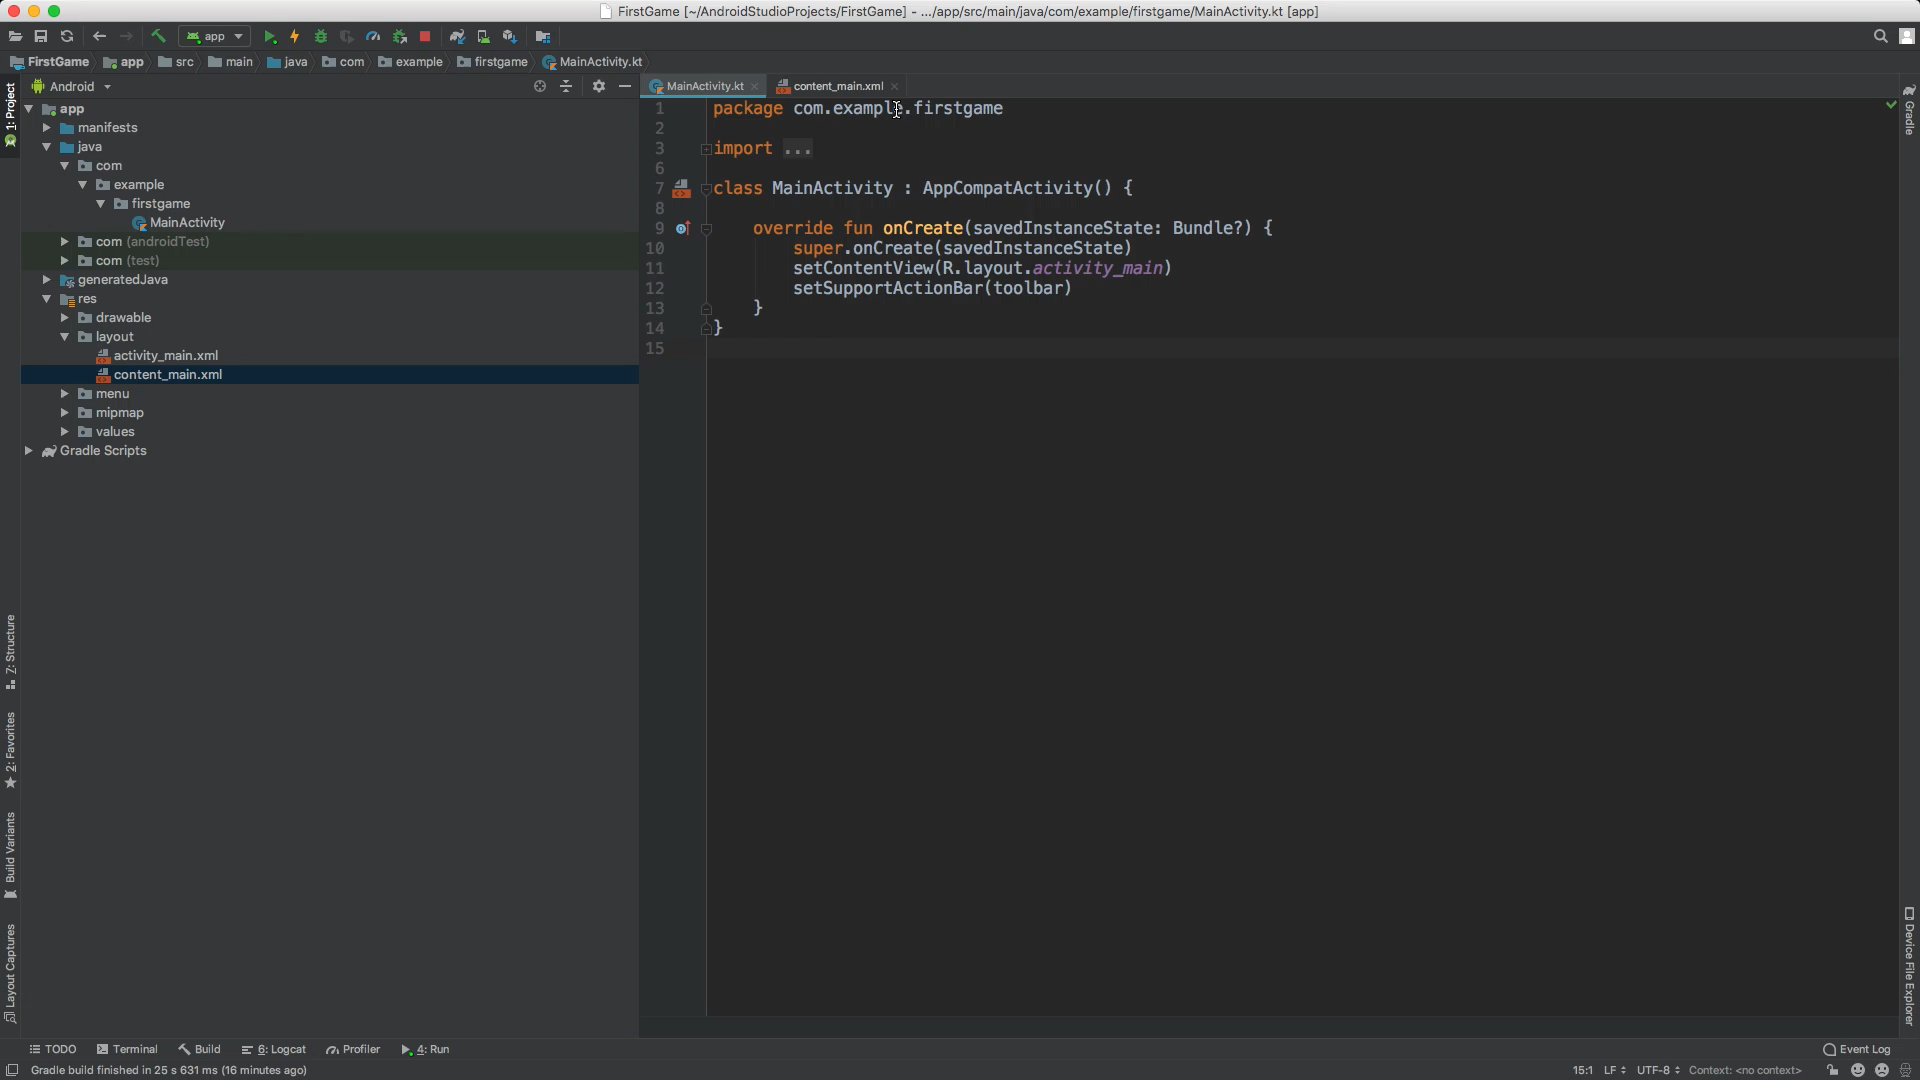 FirstGame [~/AndroidStudioProjects/FirstGame] - .../app/src/main/java/com/example/firstgame/MainActivity.kt [app]
app
FirstGame app src main java com example firstgame MainActivity.kt
1: Project
Android
MainActivity.kt content_main.xml
Gradle
app
manifests
java
com
example
firstgame
MainActivity
com (androidTest)
com (test)
generatedJava
res
drawable
layout
activity_main.xml
content_main.xml
menu
mipmap
values
Gradle Scripts
1 package com.example.firstgame
2
3 import ...
6
7 class MainActivity : AppCompatActivity() {
8
9 override fun onCreate(savedInstanceState: Bundle?) {
10 super.onCreate(savedInstanceState)
11 setContentView(R.layout.activity_main)
12 setSupportActionBar(toolbar)
13 }
14 }
15
Z: Structure
2: Favorites
Build Variants
Layout Captures
Device File Explorer
TODO Terminal Build 6: Logcat Profiler 4: Run Event Log
Gradle build finished in 25 s 631 ms (16 minutes ago) 15:1 LF UTF-8 Context: <no context>